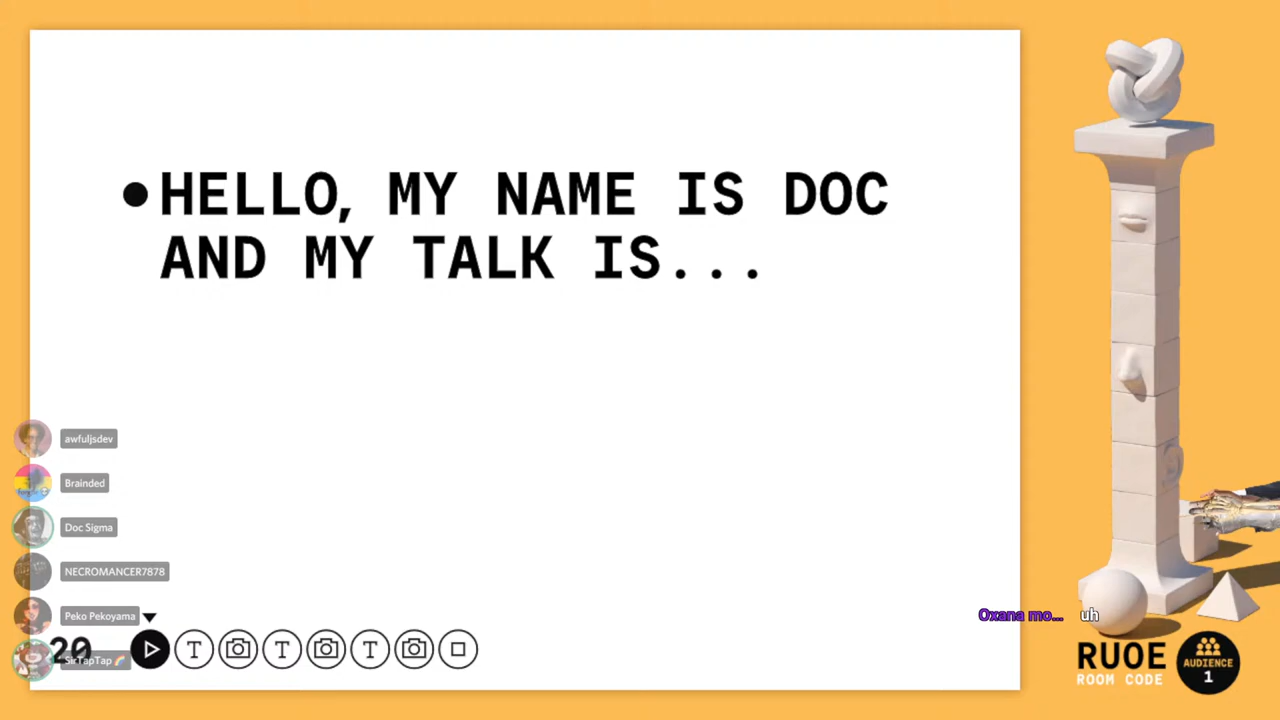 ●HELLO, MY NAME IS DOC
AND MY TALK IS...
awfuljsdev
Brainded
Doc Sigma
NECROMANCER7878
Peko Pekoyama
SirTapTap
20
T
T
T
Oxana mo... uh
RUOE
ROOM CODE
AUDIENCE
1